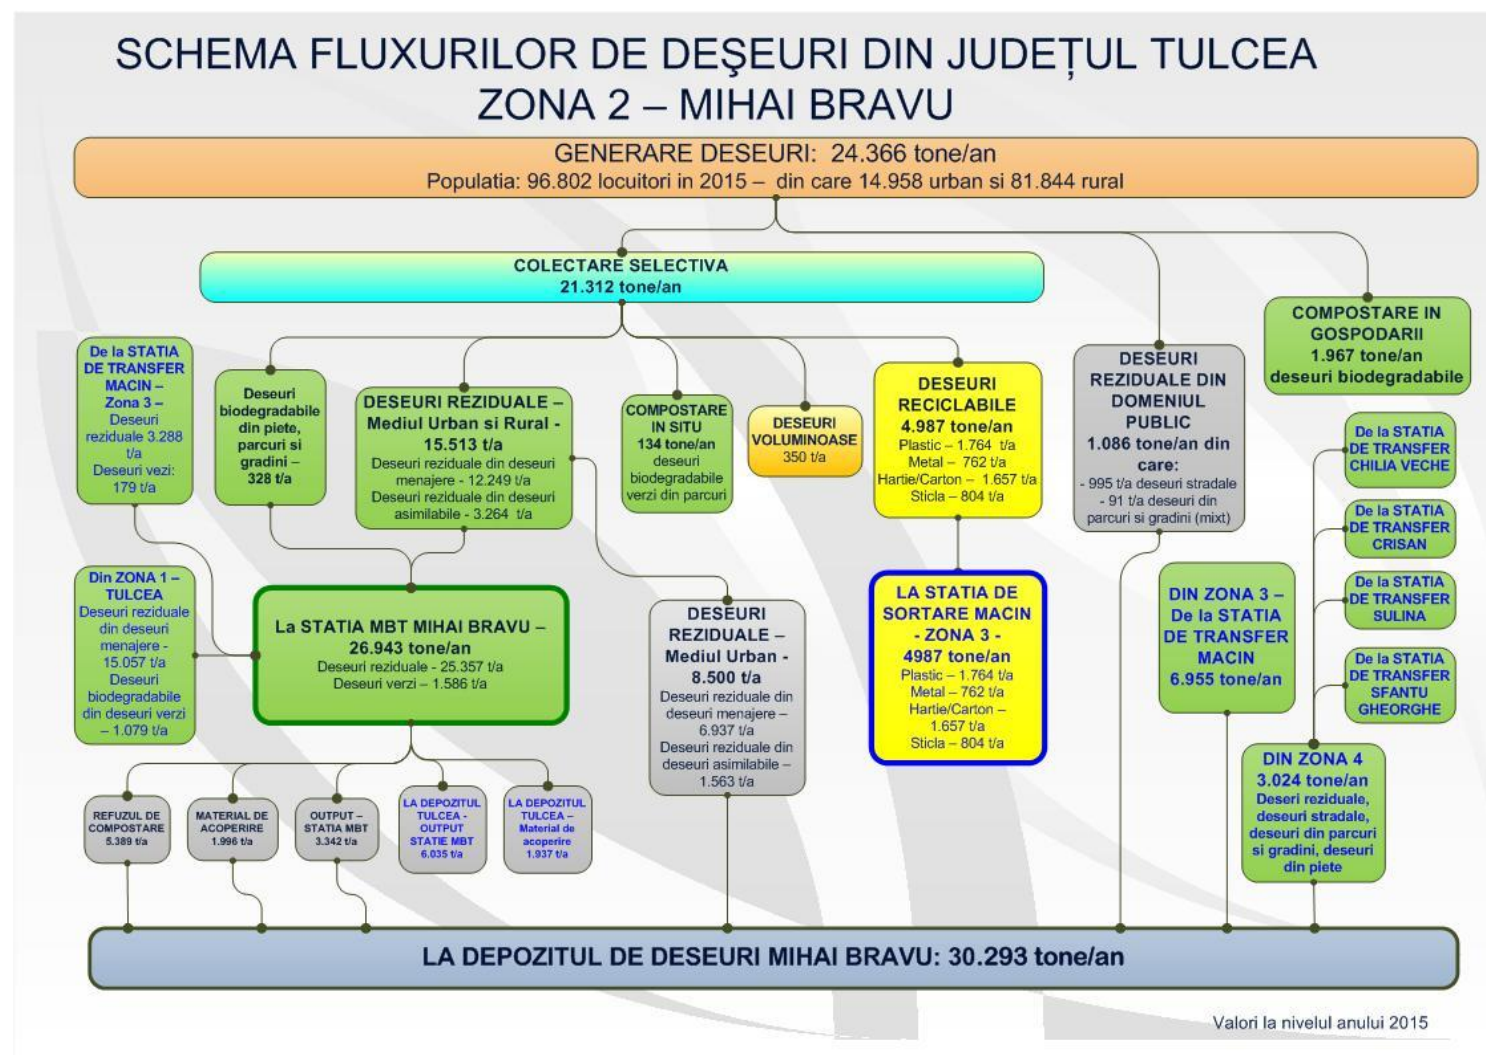 SCHEMA FLUXURILOR DE DEŞEURI DIN JUDEȚUL TULCEA
ZONA 2 – MIHAI BRAVU
GENERARE DESEURI: 24.366 tone/an
Populatia: 96.802 locuitori in 2015 – din care 14.958 urban si 81.844 rural
COLECTARE SELECTIVA
21.312 tone/an
COMPOSTARE IN
GOSPODARII
1.967 tone/an
deseuri biodegradabile
De la STATIA
DE TRANSFER
MACIN –
Zona 3 –
Deseuri
reziduale 3.288
t/a
Deseuri vezi:
179 t/a
Deseuri
biodegradabile
din piete,
parcuri si
gradini –
328 t/a
DESEURI REZIDUALE –
Mediul Urban si Rural -
15.513 t/a
Deseuri reziduale din deseuri
menajere - 12.249 t/a
Deseuri reziduale din deseuri
asimilabile - 3.264 t/a
COMPOSTARE
IN SITU
134 tone/an
deseuri
biodegradabile
verzi din parcuri
DESEURI
VOLUMINOASE
350 t/a
DESEURI
RECICLABILE
4.987 tone/an
Plastic – 1.764 t/a
Metal – 762 t/a
Hartie/Carton – 1.657 t/a
Sticla – 804 t/a
DESEURI
REZIDUALE DIN
DOMENIUL
PUBLIC
1.086 tone/an din
care:
- 995 t/a deseuri stradale
- 91 t/a deseuri din
parcuri si gradini (mixt)
De la STATIA
DE TRANSFER
CHILIA VECHE
De la STATIA
DE TRANSFER
CRISAN
De la STATIA
DE TRANSFER
SULINA
De la STATIA
DE TRANSFER
SFANTU
GHEORGHE
Din ZONA 1 –
TULCEA
Deseuri reziduale
din deseuri
menajere -
15.057 t/a
Deseuri
biodegradabile
din deseuri verzi
– 1.079 t/a
La STATIA MBT MIHAI BRAVU –
26.943 tone/an
Deseuri reziduale - 25.357 t/a
Deseuri verzi – 1.586 t/a
DESEURI
REZIDUALE –
Mediul Urban -
8.500 t/a
Deseuri reziduale din
deseuri menajere –
6.937 t/a
Deseuri reziduale din
deseuri asimilabile –
1.563 t/a
LA STATIA DE
SORTARE MACIN
- ZONA 3 -
4987 tone/an
Plastic – 1.764 t/a
Metal – 762 t/a
Hartie/Carton –
1.657 t/a
Sticla – 804 t/a
DIN ZONA 3 –
De la STATIA
DE TRANSFER
MACIN
6.955 tone/an
DIN ZONA 4
3.024 tone/an
Deseri reziduale,
deseuri stradale,
deseuri din parcuri
si gradini, deseuri
din piete
REFUZUL DE
COMPOSTARE
5.389 t/a
MATERIAL DE
ACOPERIRE
1.996 t/a
OUTPUT –
STATIA MBT
3.342 t/a
LA DEPOZITUL
TULCEA -
OUTPUT
STATIE MBT
6.035 t/a
LA DEPOZITUL
TULCEA –
Material de
acoperire
1.937 t/a
LA DEPOZITUL DE DESEURI MIHAI BRAVU: 30.293 tone/an
Valori la nivelul anului 2015